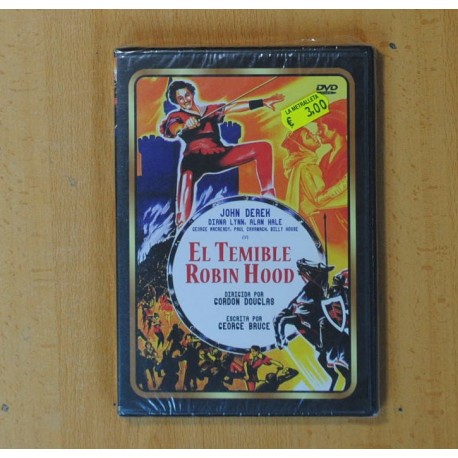 DVD
LA METRALLETA
€ 3,00
JOHN DEREK
DIANA LYNN, ALAN HALE
GEORGE MACREADY, PAUL CAVANAGH, BILLY HOUSE
en
EL TEMIBLE
ROBIN HOOD
DIRIGIDA POR
GORDON DOUGLAS
ESCRITA POR
GEORGE BRUCE